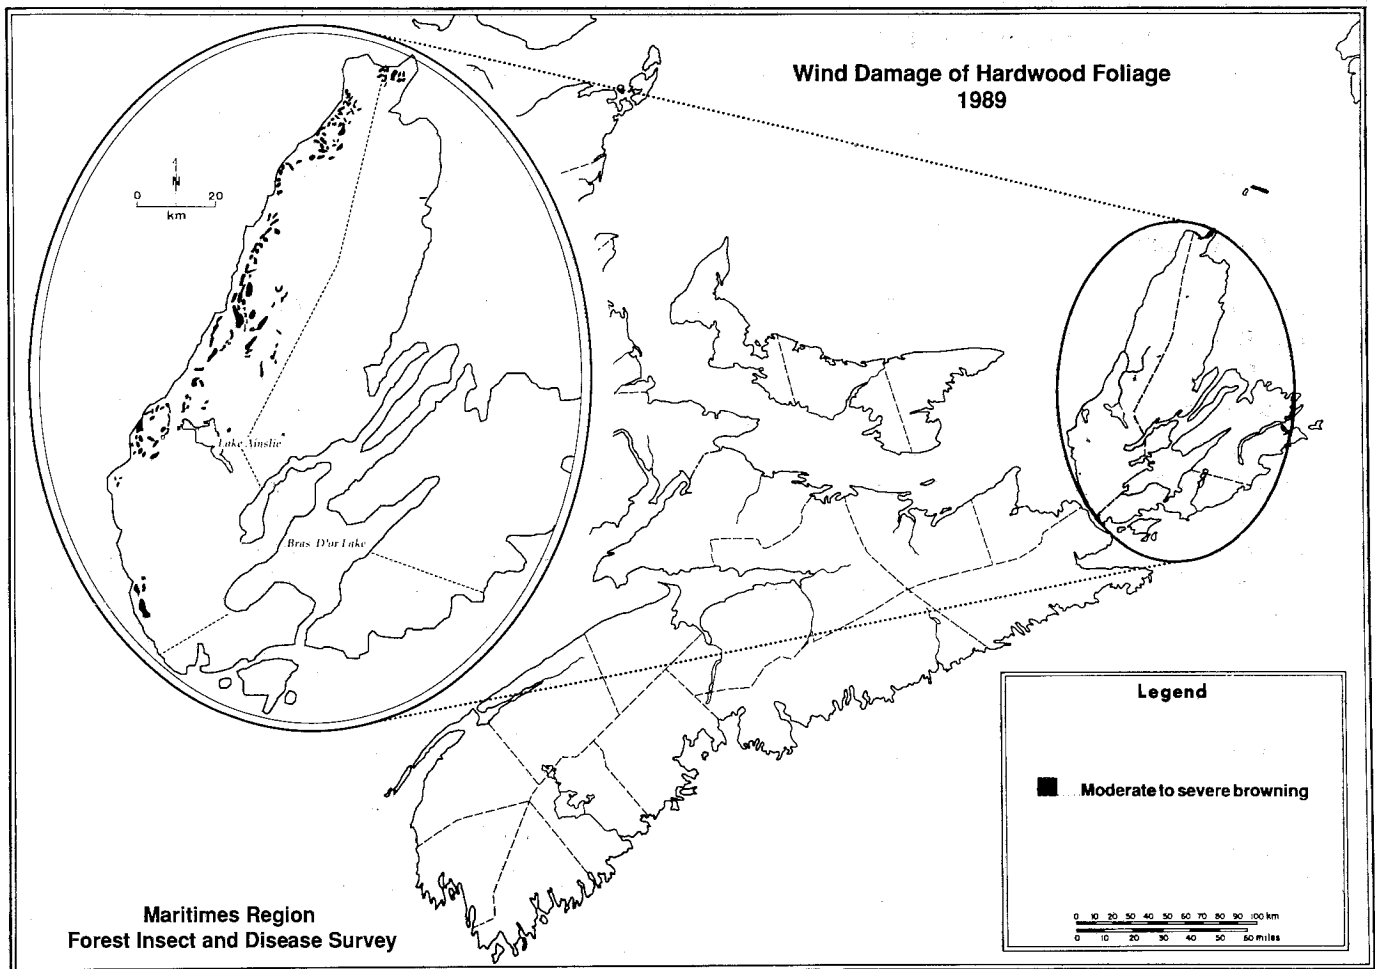 Wind Damage of Hardwood Foliage
1989
N
0 20
km
Lake Ainslie
Bras D'or Lake
Legend
Moderate to severe browning
0 10 20 30 40 50 60 70 80 90 100 km
0 10 20 30 40 50 60 miles
Maritimes Region
Forest Insect and Disease Survey